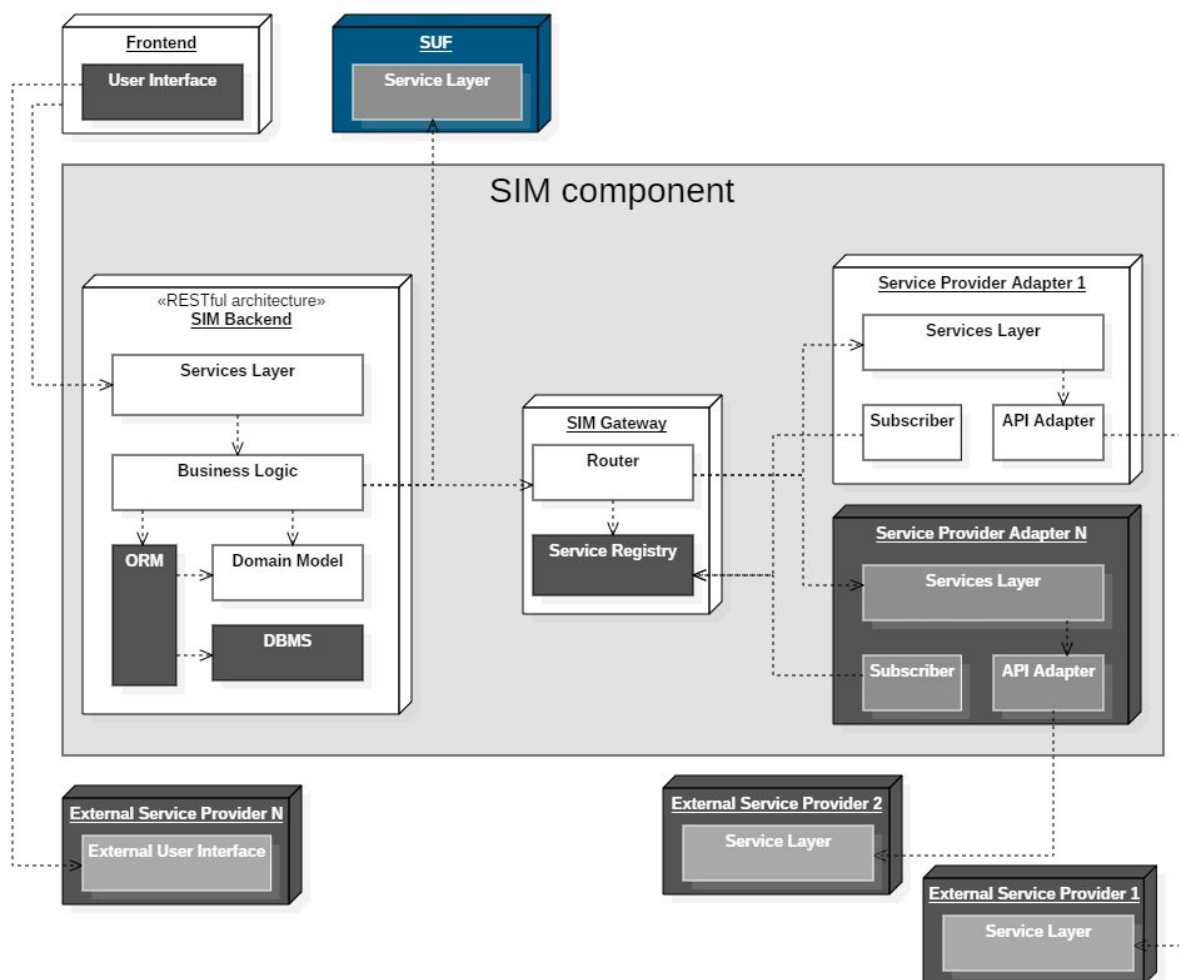 Frontend
User Interface
SUF
Service Layer
SIM component
«RESTful architecture»
SIM Backend
Services Layer
Business Logic
ORM
Domain Model
DBMS
SIM Gateway
Router
Service Registry
Service Provider Adapter 1
Services Layer
Subscriber
API Adapter
Service Provider Adapter N
Services Layer
Subscriber
API Adapter
External Service Provider N
External User Interface
External Service Provider 2
Service Layer
External Service Provider 1
Service Layer